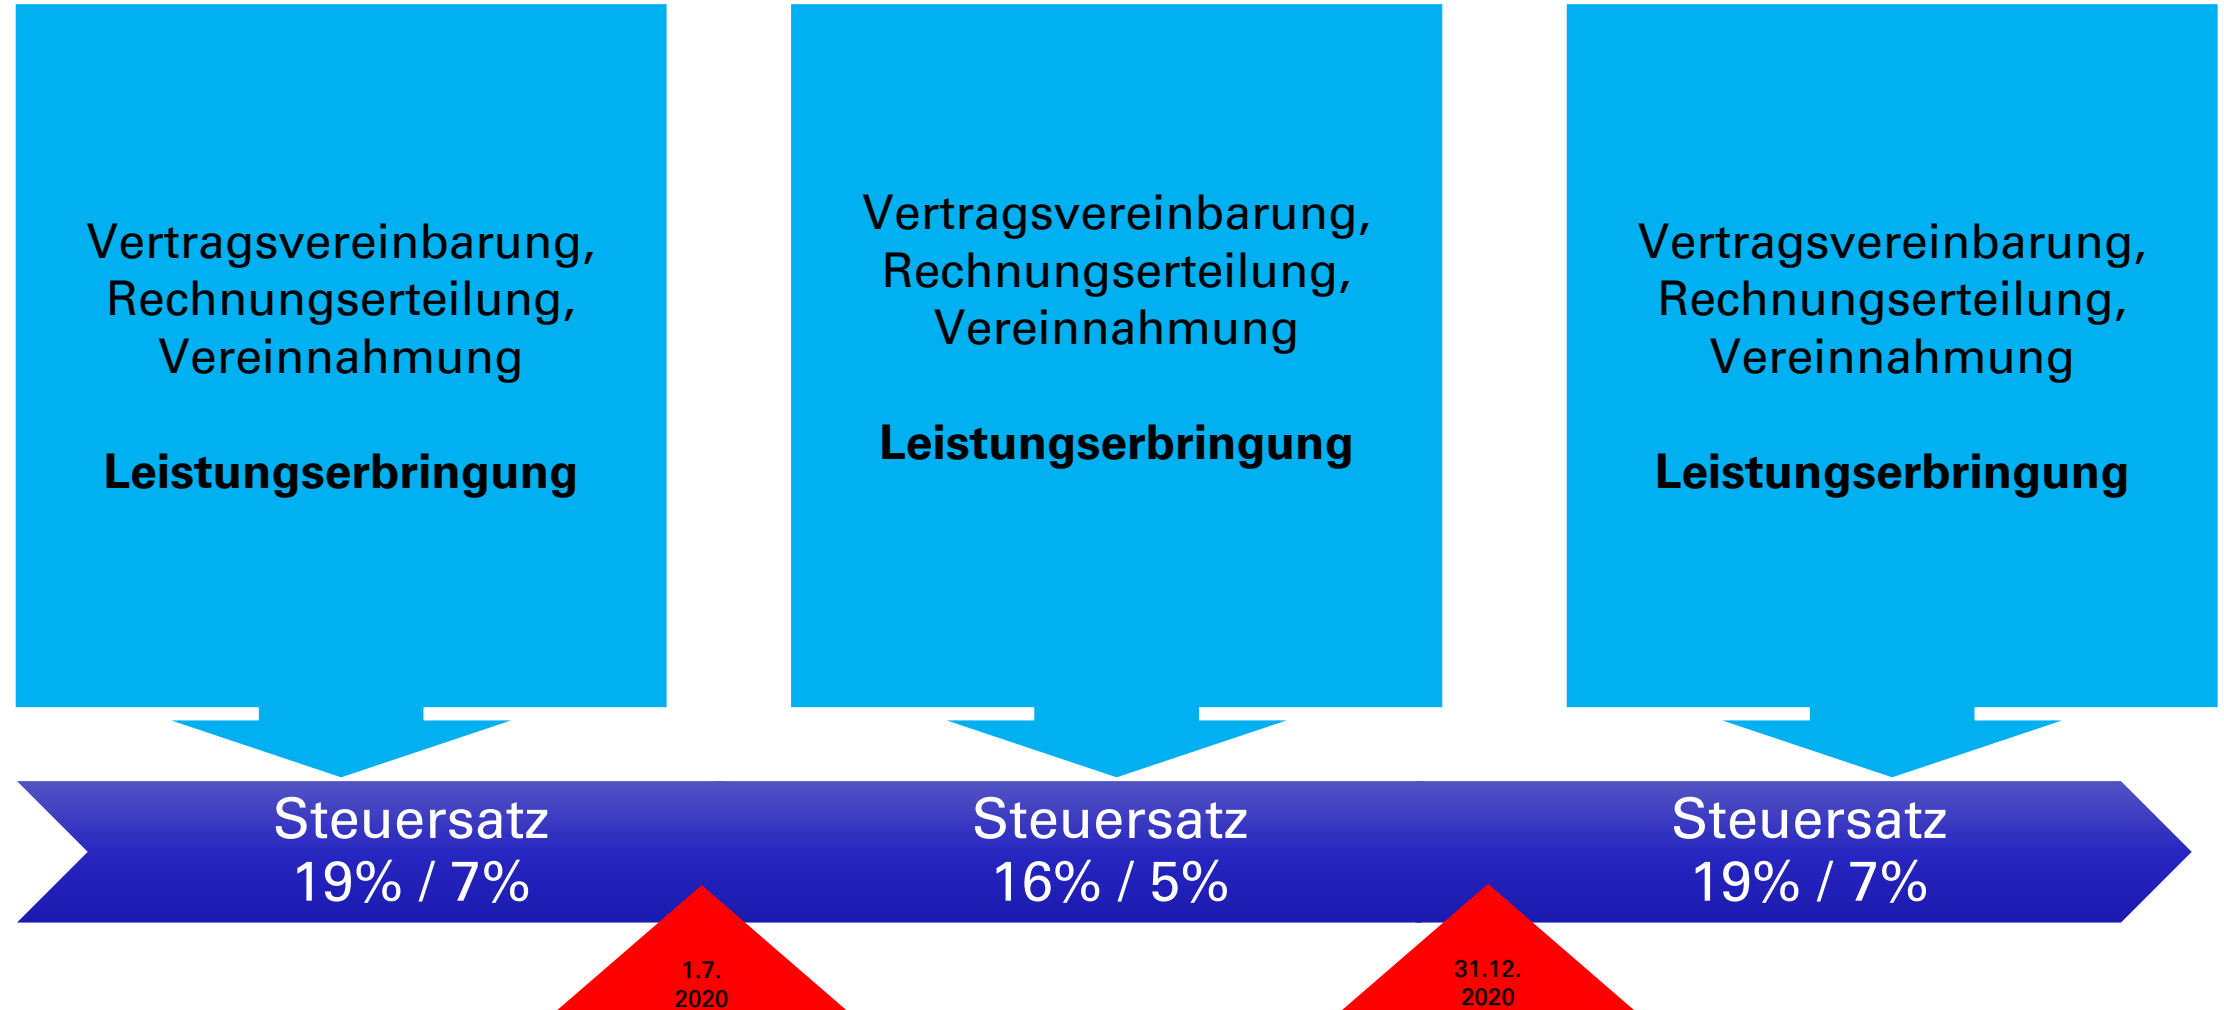 Vertragsvereinbarung,
Rechnungserteilung,
Vereinnahmung
Leistungserbringung
Vertragsvereinbarung,
Rechnungserteilung,
Vereinnahmung
Leistungserbringung
Vertragsvereinbarung,
Rechnungserteilung,
Vereinnahmung
Leistungserbringung
Steuersatz
19% / 7%
Steuersatz
16% / 5%
Steuersatz
19% / 7%
1.7.
2020
31.12.
2020